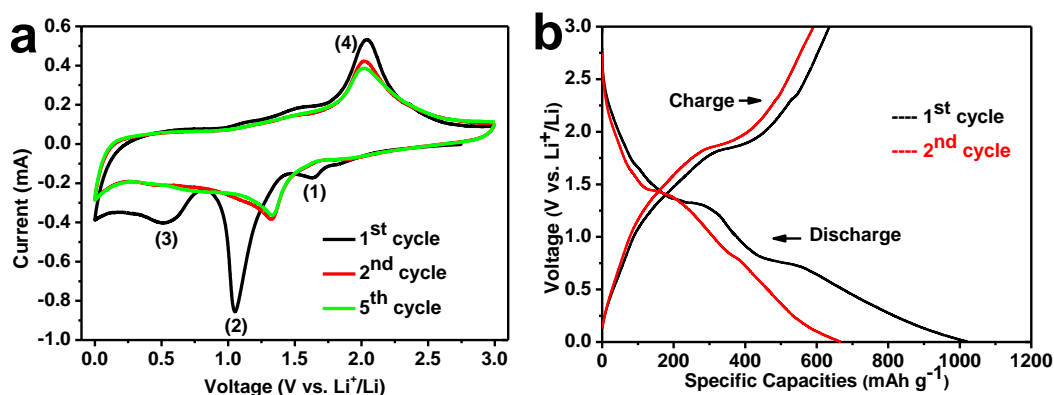 a
0.6
0.4
0.2
0.0
-0.2
-0.4
-0.6
-0.8
-1.0
Current (mA)
(4)
(1)
(3)
(2)
1st cycle
2nd cycle
5th cycle
0.0 0.5 1.0 1.5 2.0 2.5 3.0
Voltage (V vs. Li+/Li)
b
3.0
2.5
2.0
1.5
1.0
0.5
0.0
Voltage (V vs. Li+/Li)
Charge
1st cycle
2nd cycle
Discharge
0 200 400 600 800 1000 1200
Specific Capacities (mAh g-1)